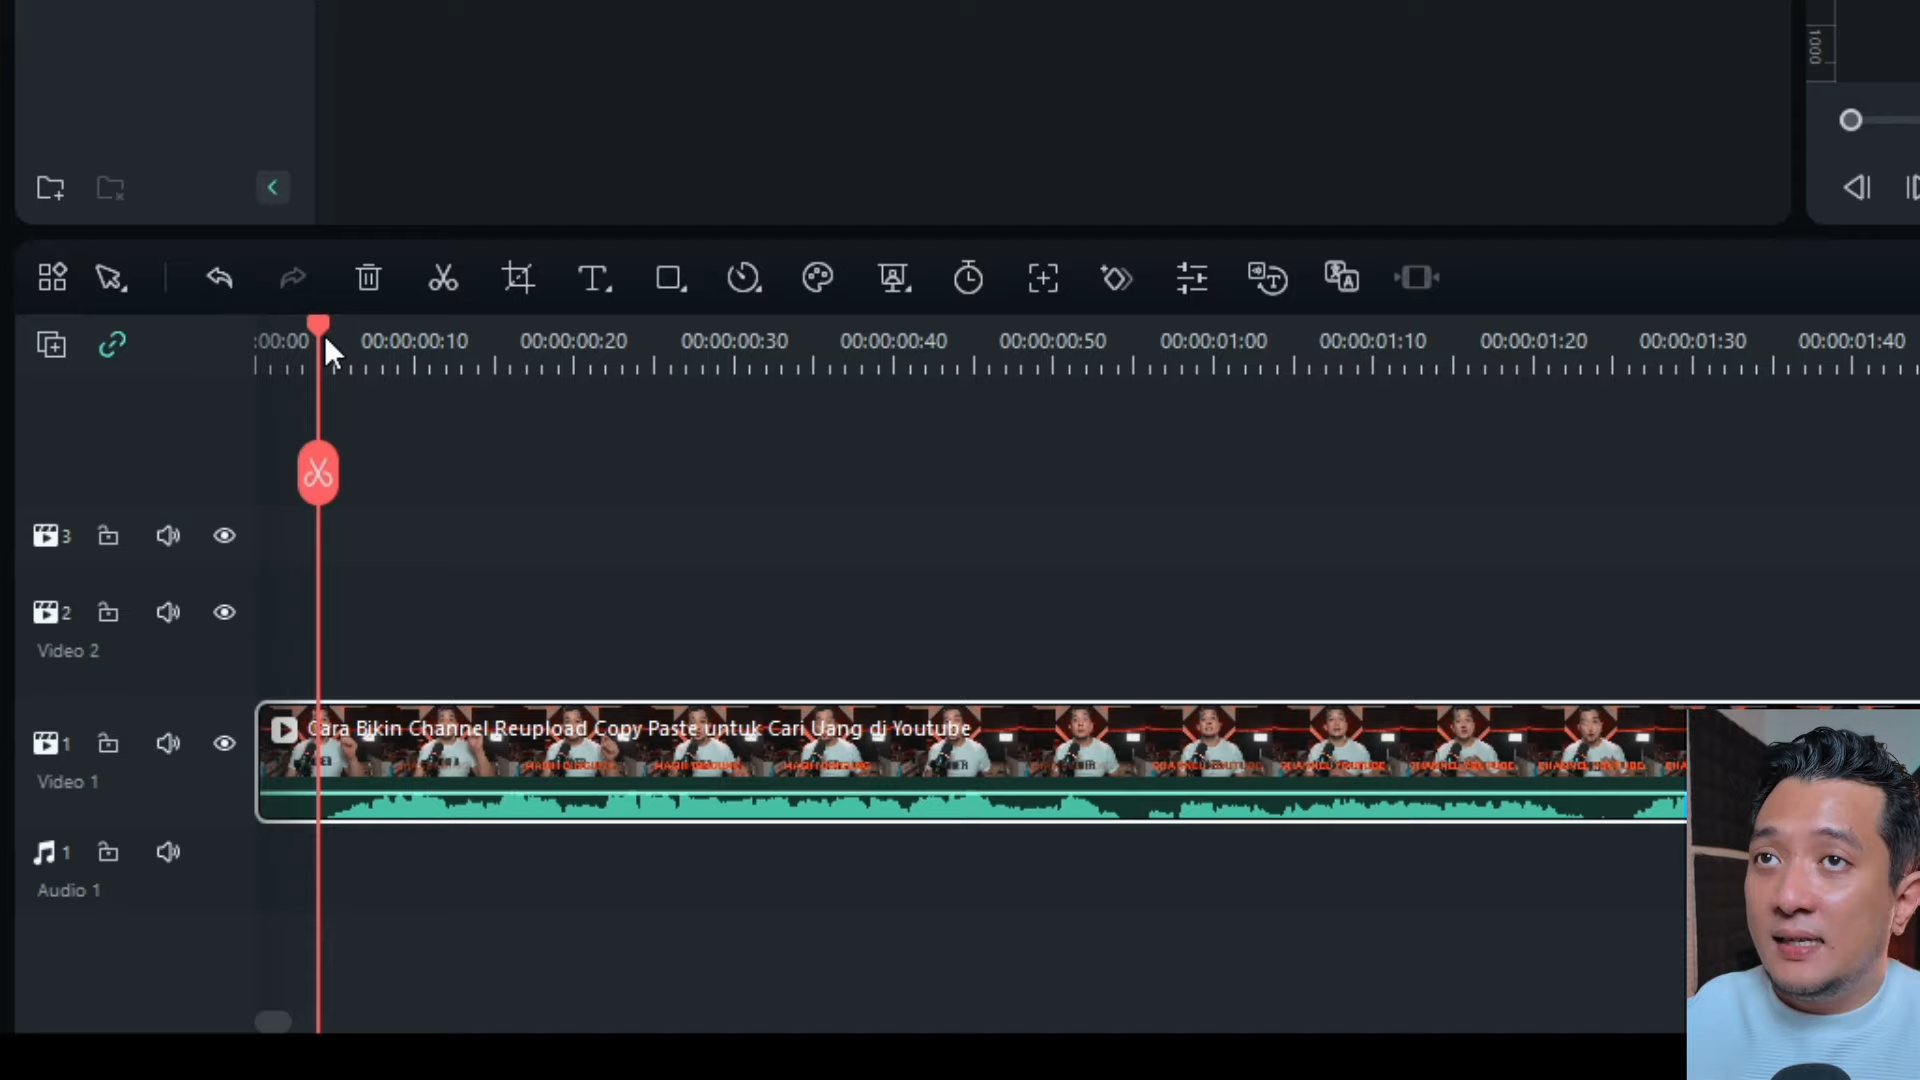 1000
:00:00 00:00:00:10 00:00:00:20 00:00:00:30 00:00:00:40 00:00:00:50 00:00:01:00 00:00:01:10 00:00:01:20 00:00:01:30 00:00:01:40
3
2
Video 2
Cara Bikin Channel Reupload Copy Paste untuk Cari Uang di Youtube
1
Video 1
1
Audio 1